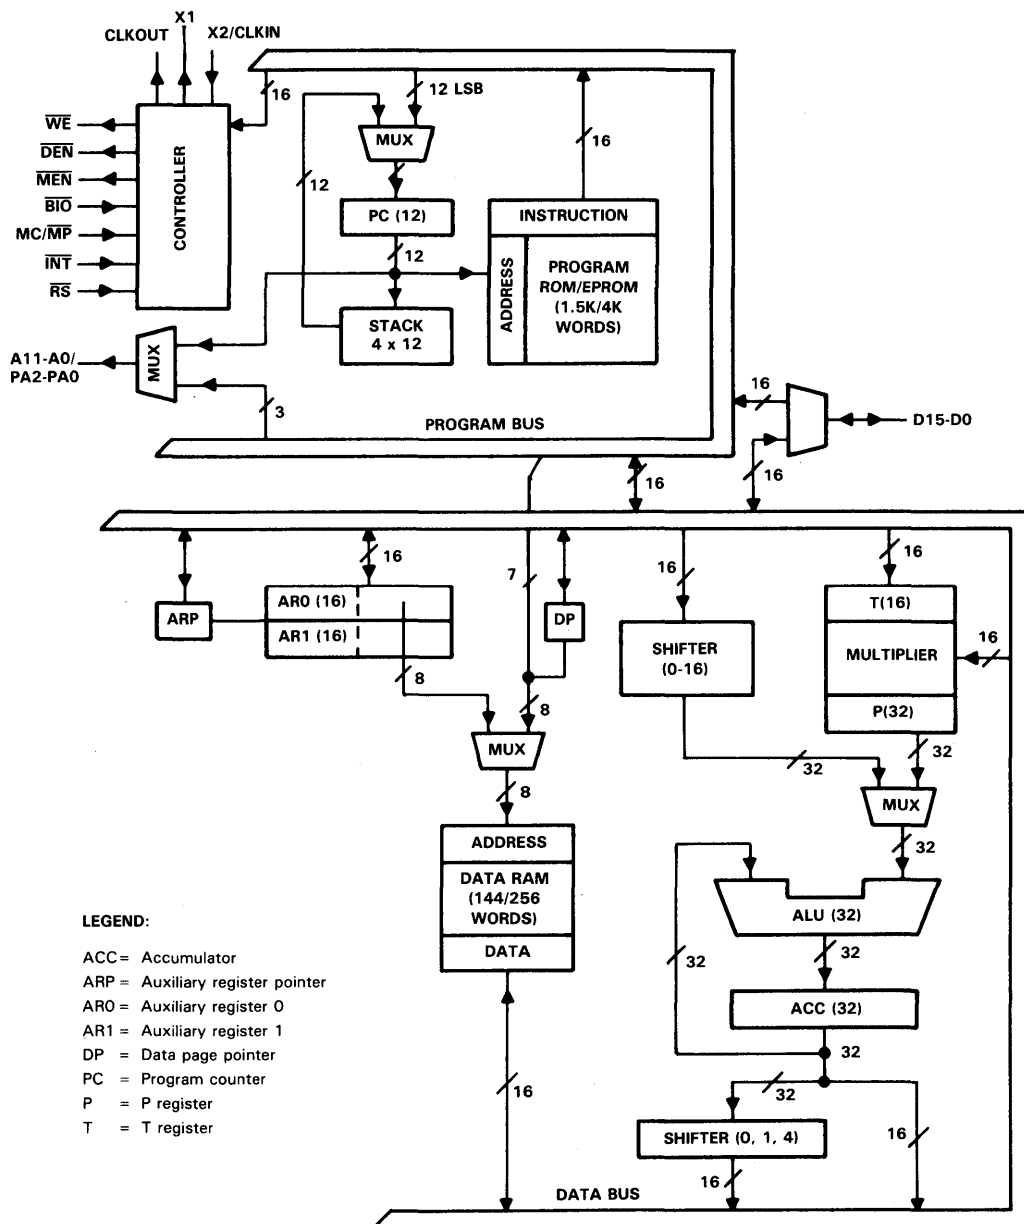 X1
CLKOUT
X2/CLKIN
16
12 LSB
WE
DEN
MEN
BIO
MC/MP
INT
RS
CONTROLLER
MUX
16
12
PC (12)
INSTRUCTION
12
ADDRESS
PROGRAM
ROM/EPROM
(1.5K/4K
WORDS)
STACK
4 x 12
A11-A0/
PA2-PA0
MUX
3
16
D15-D0
PROGRAM BUS
16
16
16
7
16
16
ARP
AR0 (16)
AR1 (16)
DP
8
8
SHIFTER
(0-16)
T(16)
MULTIPLIER
P(32)
16
MUX
8
32
32
MUX
32
ADDRESS
DATA RAM
(144/256
WORDS)
DATA
ALU (32)
32
32
ACC (32)
32
32
16
SHIFTER (0, 1, 4)
16
16
DATA BUS
LEGEND:
ACC = Accumulator
ARP = Auxiliary register pointer
AR0 = Auxiliary register 0
AR1 = Auxiliary register 1
DP = Data page pointer
PC = Program counter
P = P register
T = T register